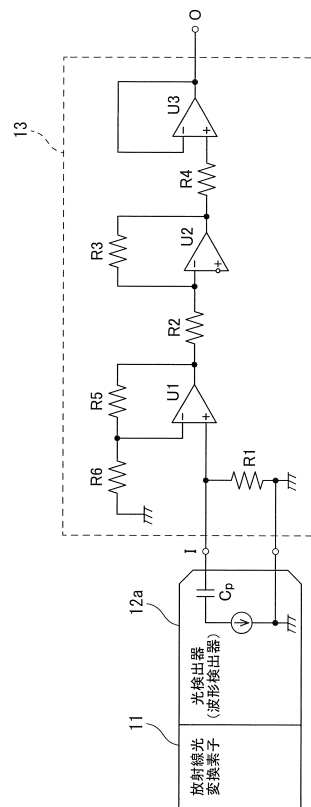 11
12a
13
放射線光
変換素子
光検出器
(波形検出器)
Cp
I
R1
R6
R5
U1
R2
R3
U2
R4
U3
O